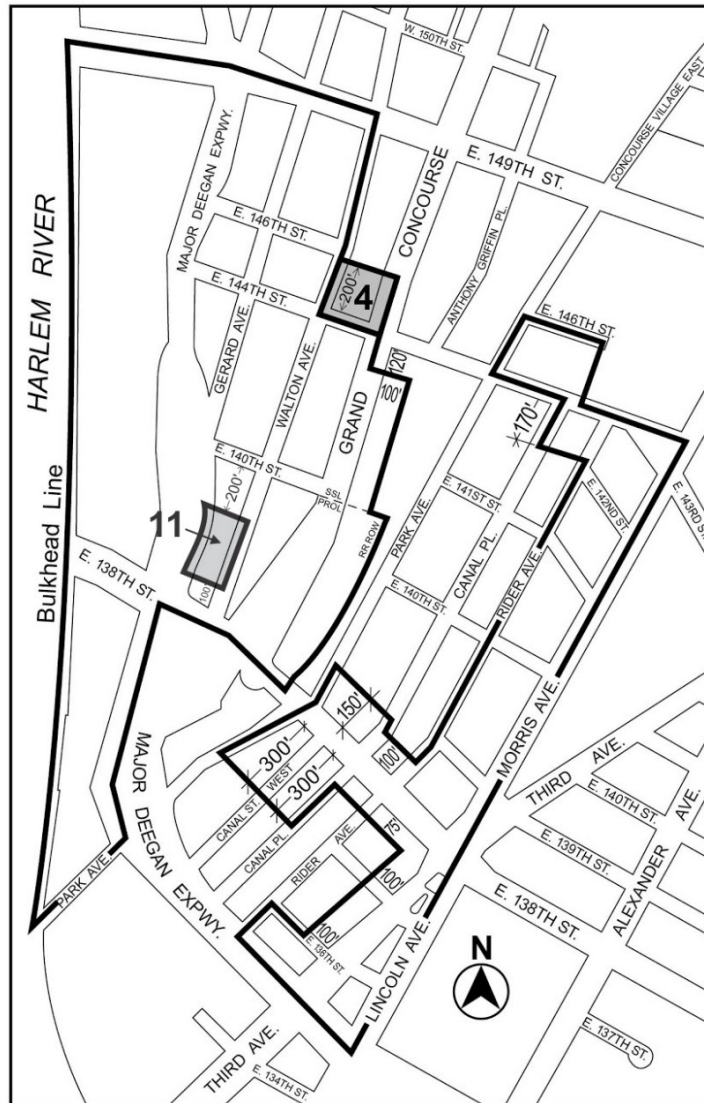 W. 150TH ST.
CONCOURSE VILLAGE EAST
MAJOR DEEGAN EXPWY.
CONCOURSE
E. 149TH ST.
ANTHONY GRIFFIN PL.
E. 146TH ST.
HARLEM RIVER
Bulkhead Line
E. 144TH ST.
200'
4
E. 146TH ST.
GERARD AVE.
WALTON AVE.
120'
100'
GRAND
170'
E. 140TH ST.
200'
SSL
PROL
RR ROW
PARK AVE.
E. 141ST ST.
CANAL PL.
RIDER AVE.
E. 142ND ST.
E. 143RD ST.
11
100'
E. 138TH ST.
E. 140TH ST.
150'
100'
MORRIS AVE.
MAJOR DEEGAN EXPWY.
300'
WEST
300'
CANAL ST.
CANAL PL.
RIDER AVE.
75'
100'
100'
E. 136TH ST.
THIRD AVE.
E. 140TH ST.
E. 139TH ST.
E. 138TH ST.
ALEXANDER AVE.
PARK AVE.
LINCOLN AVE.
N
E. 137TH ST.
THIRD AVE.
E. 134TH ST.